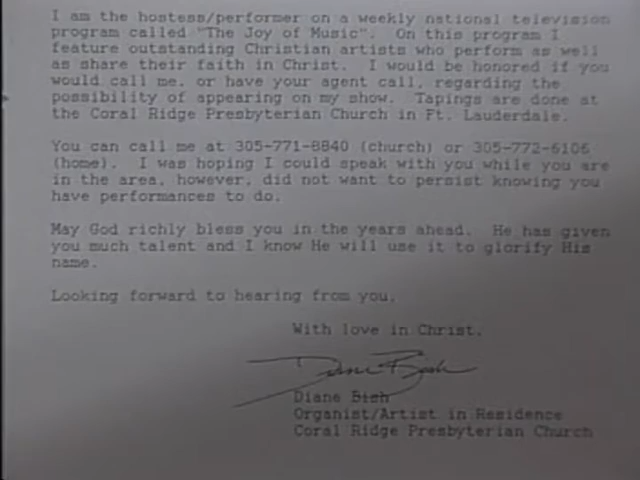 I am the hostess/performer on a weekly national television
program called "The Joy of Music". On this program I
feature outstanding Christian artists who perform as well
as share their faith in Christ. I would be honored if you
would call me, or have your agent call, regarding the
possibility of appearing on my show. Tapings are done at
the Coral Ridge Presbyterian Church in Ft. Lauderdale.
You can call me at 305-771-8840 (church) or 305-772-6106
(home). I was hoping I could speak with you while you are
in the area, however, did not want to persist knowing you
have performances to do.
May God richly bless you in the years ahead. He has given
you much talent and I know He will use it to glorify His
name.
Looking forward to hearing from you,
With love in Christ,
Diane Bish
Diane Bish
Organist/Artist in Residence
Coral Ridge Presbyterian Church